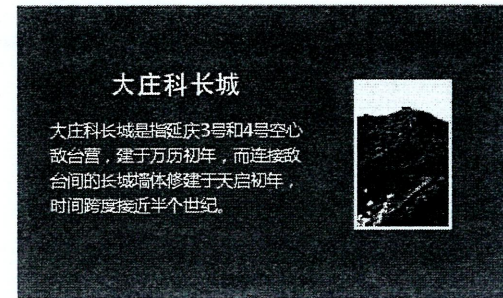 大庄科长城
大庄科长城是指延庆3号和4号空心
敌台营，建于万历初年，而连接敌
台间的长城墙体修建于天启初年，
时间跨度接近半个世纪。